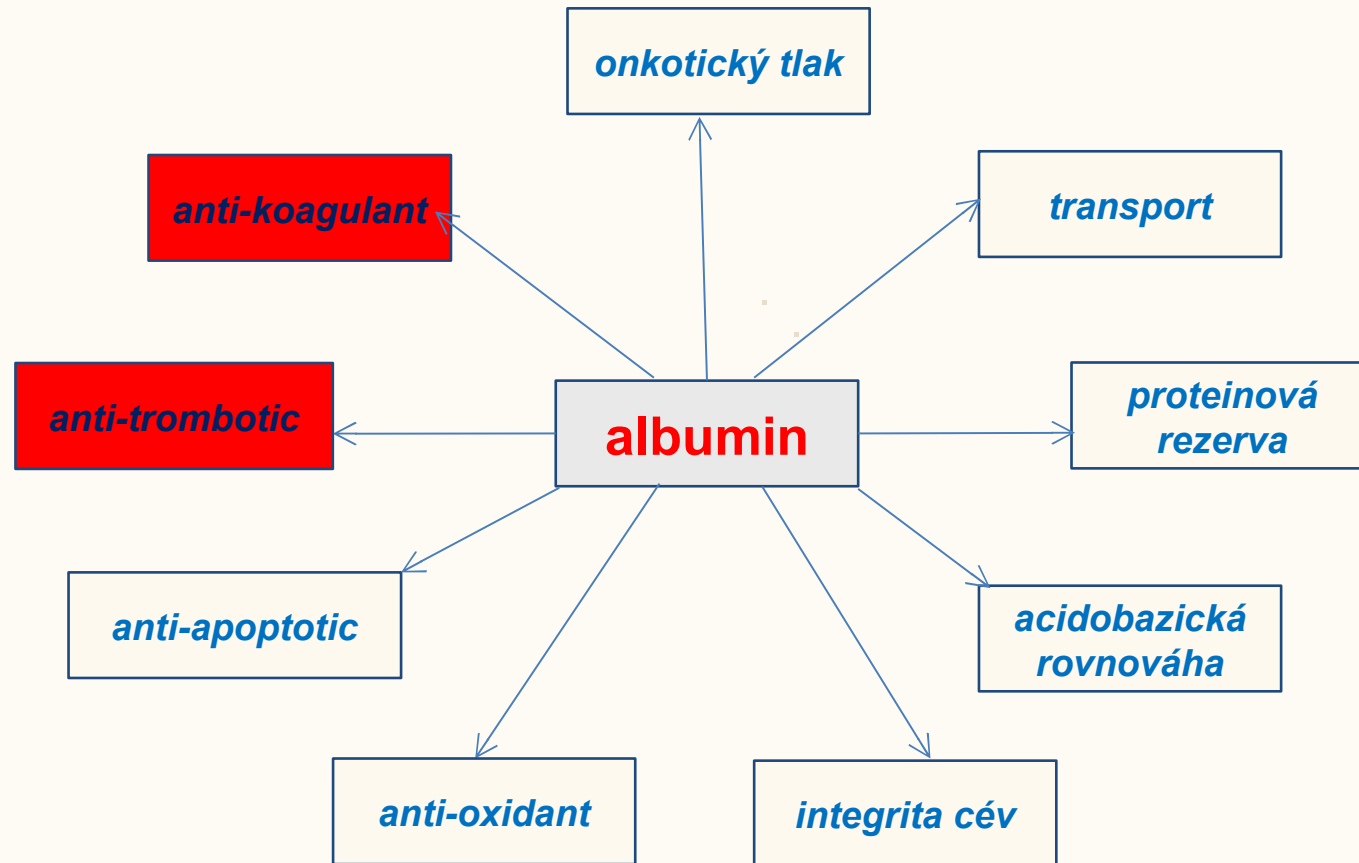 onkotický tlak
anti-koagulant
transport
anti-trombotic
albumin
proteinová
rezerva
anti-apoptotic
acidobazická
rovnováha
anti-oxidant
integrita cév